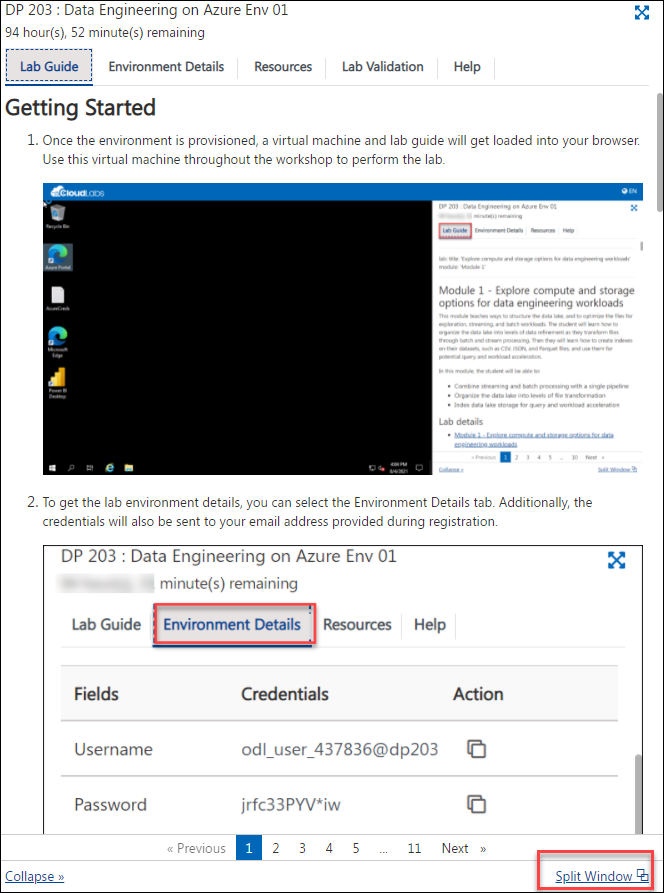 DP 203 : Data Engineering on Azure Env 01
94 hour(s), 52 minute(s) remaining
Lab Guide Environment Details Resources Lab Validation Help
Getting Started
1. Once the environment is provisioned, a virtual machine and lab guide will get loaded into your browser.
Use this virtual machine throughout the workshop to perform the lab.
CloudLabs
EN
Recycle Bin
Azure Portal
AzureCreds
Microsoft
Edge
Power BI
Desktop
4:04 PM
6/4/2021
DP 203 : Data Engineering on Azure Env 01
minute(s) remaining
Lab Guide Environment Details Resources Help
lab: title: 'Explore compute and storage options for data engineering workloads'
module: 'Module 1'
Module 1 - Explore compute and storage
options for data engineering workloads
This module teaches ways to structure the data lake, and to optimize the files for
exploration, streaming, and batch workloads. The student will learn how to
organize the data lake into levels of data refinement as they transform files
through batch and stream processing. Then they will learn how to create indexes
on their datasets, such as CSV, JSON, and Parquet files, and use them for
potential query and workload acceleration.
In this module, the student will be able to:
• Combine streaming and batch processing with a single pipeline
• Organize the data lake into levels of file transformation
• Index data lake storage for query and workload acceleration
Lab details
• Module 1 - Explore compute and storage options for data
engineering workloads
« Previous 1 2 3 4 5 ... 10 Next »
Collapse » Split Window
2. To get the lab environment details, you can select the Environment Details tab. Additionally, the
credentials will also be sent to your email address provided during registration.
DP 203 : Data Engineering on Azure Env 01
minute(s) remaining
Lab Guide Environment Details Resources Help
Fields Credentials Action
Username odl_user_437836@dp203
Password jrfc33PYV*iw
« Previous 1 2 3 4 5 ... 11 Next »
Collapse » Split Window